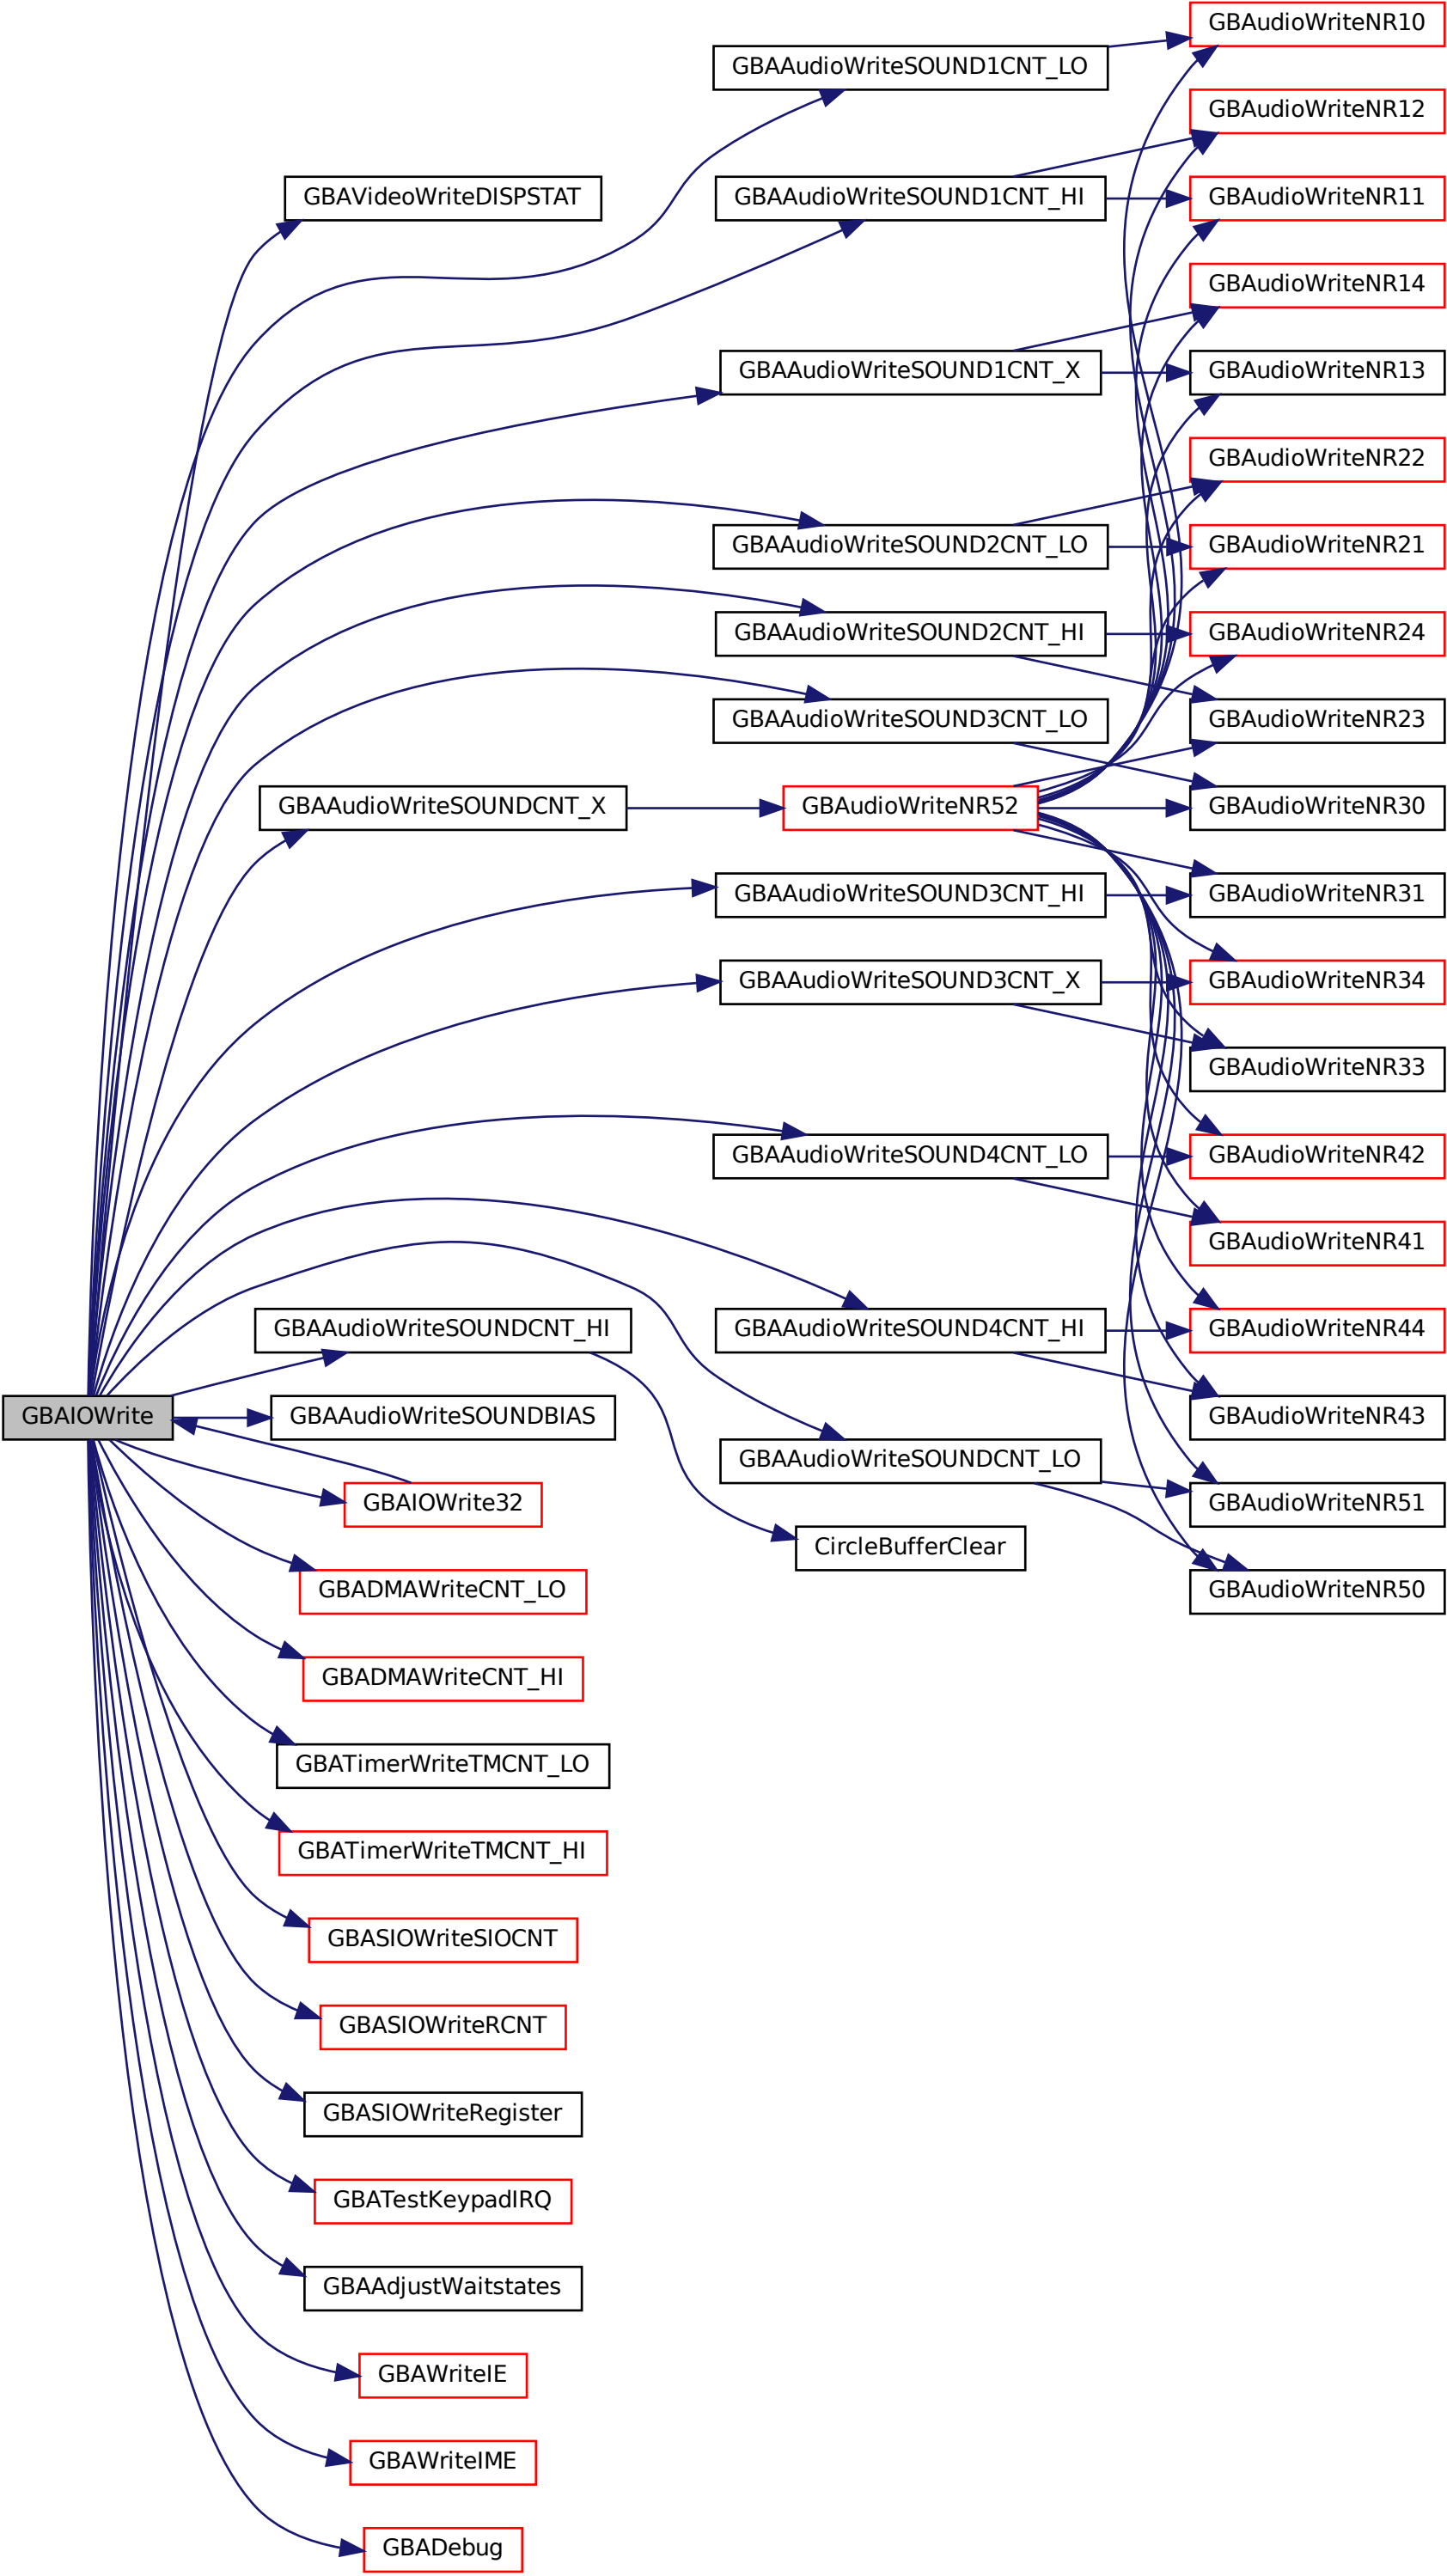 GBAudioWriteNR10
GBAAudioWriteSOUND1CNT_LO
GBAudioWriteNR12
GBAVideoWriteDISPSTAT
GBAAudioWriteSOUND1CNT_HI
GBAudioWriteNR11
GBAudioWriteNR14
GBAAudioWriteSOUND1CNT_X
GBAudioWriteNR13
GBAudioWriteNR22
GBAAudioWriteSOUND2CNT_LO
GBAudioWriteNR21
GBAAudioWriteSOUND2CNT_HI
GBAudioWriteNR24
GBAAudioWriteSOUND3CNT_LO
GBAudioWriteNR23
GBAAudioWriteSOUNDCNT_X
GBAudioWriteNR52
GBAudioWriteNR30
GBAAudioWriteSOUND3CNT_HI
GBAudioWriteNR31
GBAAudioWriteSOUND3CNT_X
GBAudioWriteNR34
GBAudioWriteNR33
GBAAudioWriteSOUND4CNT_LO
GBAudioWriteNR42
GBAudioWriteNR41
GBAAudioWriteSOUNDCNT_HI
GBAAudioWriteSOUND4CNT_HI
GBAudioWriteNR44
GBAIOWrite
GBAAudioWriteSOUNDBIAS
GBAudioWriteNR43
GBAAudioWriteSOUNDCNT_LO
GBAIOWrite32
GBAudioWriteNR51
CircleBufferClear
GBADMAWriteCNT_LO
GBAudioWriteNR50
GBADMAWriteCNT_HI
GBATimerWriteTMCNT_LO
GBATimerWriteTMCNT_HI
GBASIOWriteSIOCNT
GBASIOWriteRCNT
GBASIOWriteRegister
GBATestKeypadIRQ
GBAAdjustWaitstates
GBAWriteIE
GBAWriteIME
GBADebug